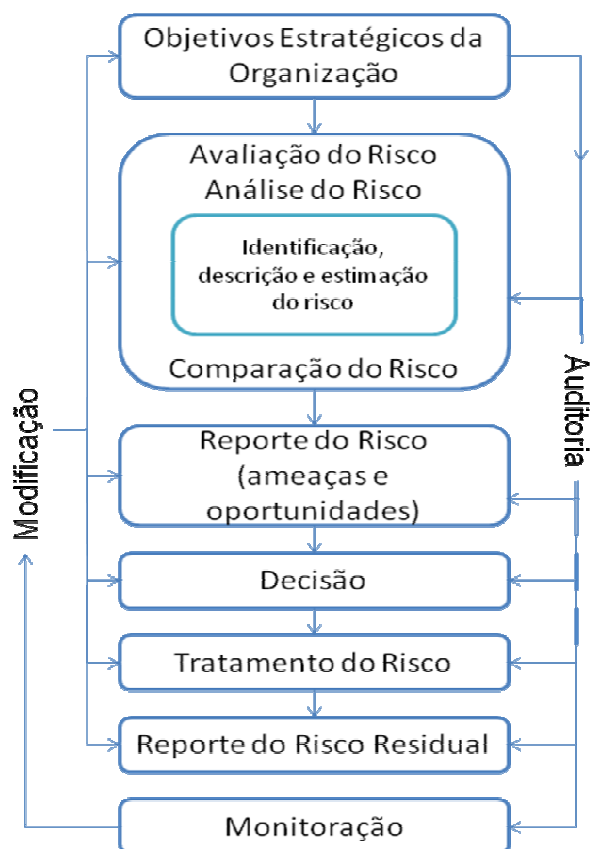 Objetivos Estratégicos da
Organização
Avaliação do Risco
Análise do Risco
Identificação,
descrição e estimação
do risco
Comparação do Risco
Reporte do Risco
(ameaças e
oportunidades)
Decisão
Tratamento do Risco
Reporte do Risco Residual
Monitoração
Modificação
Auditoria